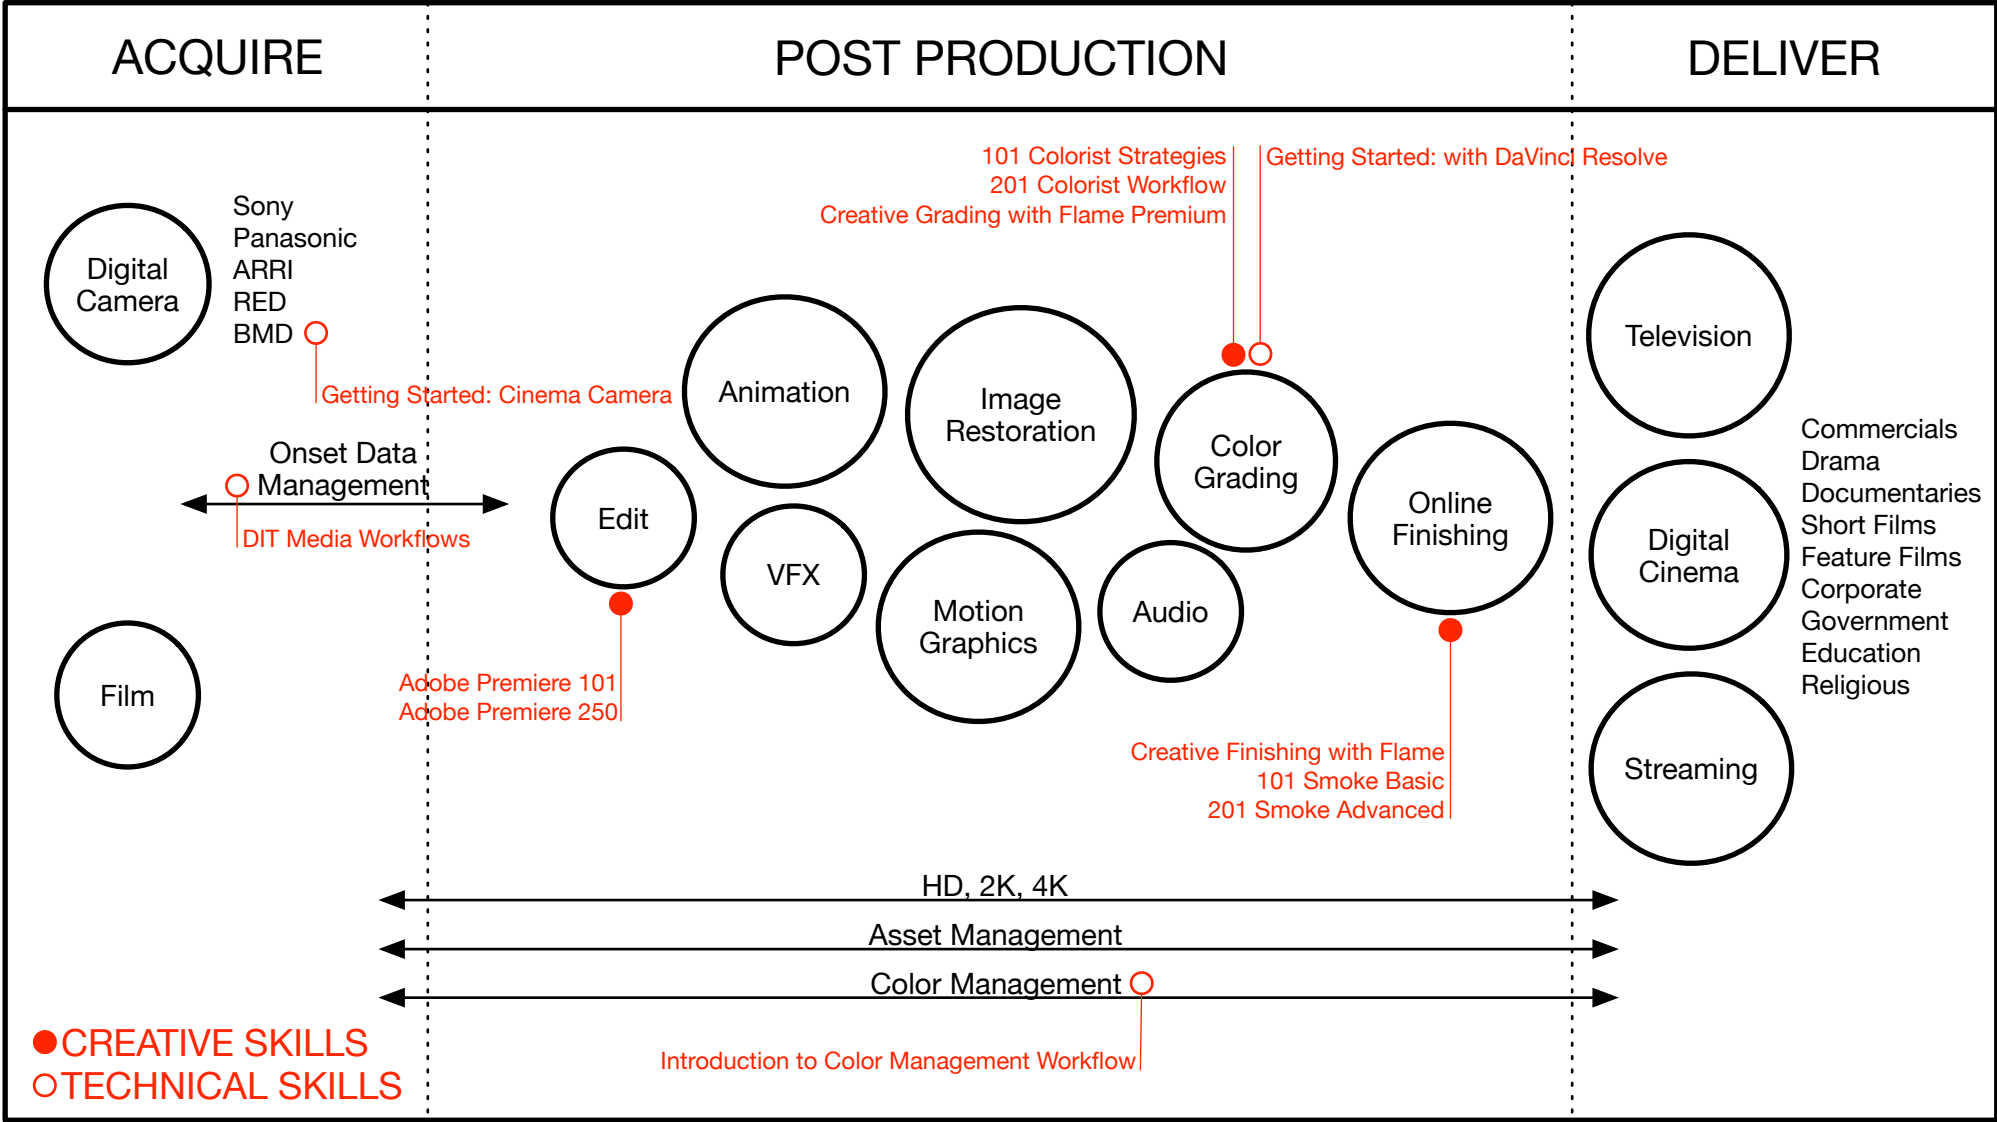 ACQUIRE
POST PRODUCTION
DELIVER
Digital
Camera
Sony
Panasonic
ARRI
RED
BMD
Getting Started: Cinema Camera
Onset Data
Management
DIT Media Workflows
Film
101 Colorist Strategies
201 Colorist Workflow
Creative Grading with Flame Premium
Getting Started: with DaVinci Resolve
Animation
Image
Restoration
Color
Grading
Edit
VFX
Motion
Graphics
Audio
Online
Finishing
Adobe Premiere 101
Adobe Premiere 250
Creative Finishing with Flame
101 Smoke Basic
201 Smoke Advanced
Television
Digital
Cinema
Streaming
Commercials
Drama
Documentaries
Short Films
Feature Films
Corporate
Government
Education
Religious
HD, 2K, 4K
Asset Management
Color Management
Introduction to Color Management Workflow
CREATIVE SKILLS
TECHNICAL SKILLS